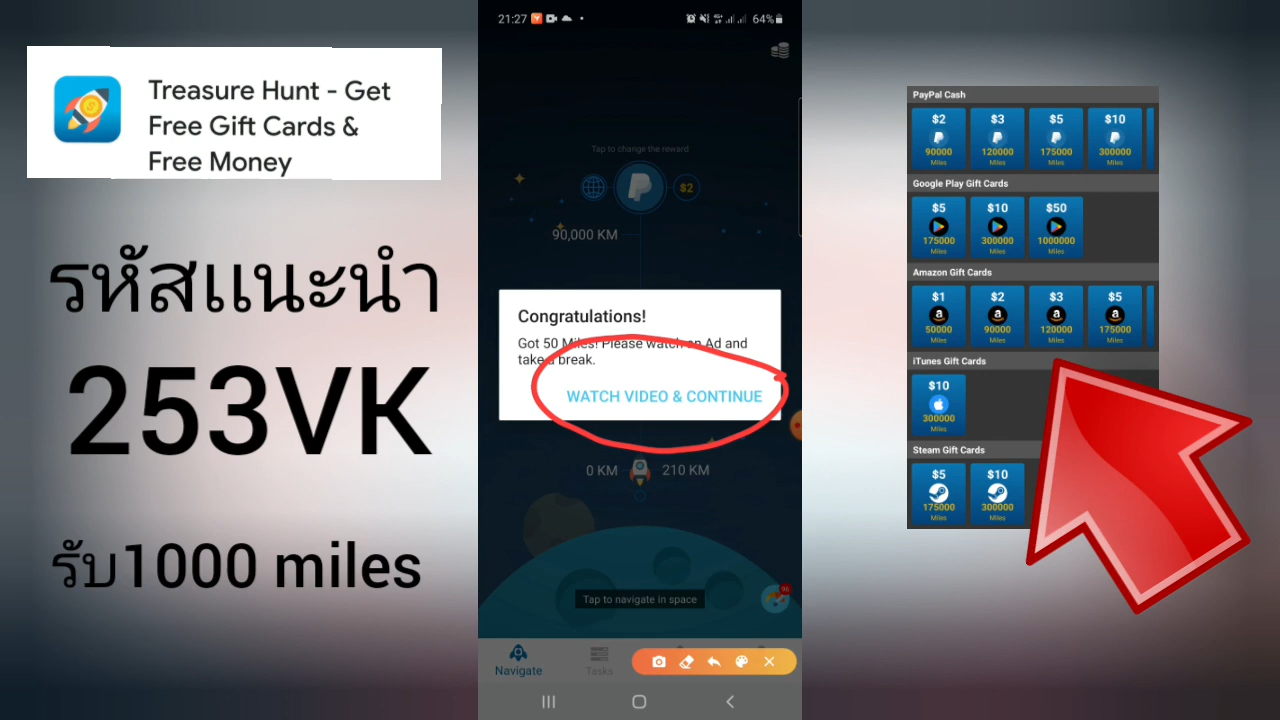 Treasure Hunt - Get
Free Gift Cards &
Free Money
รหัสแนะนำ
253VK
รับ1000 miles
21:27
64%
Tap to change the reward
$2
90,000 KM
Congratulations!
Got 50 Miles! Please watch an Ad and
take a break.
WATCH VIDEO & CONTINUE
0 KM 210 KM
Tap to navigate in space
96
Navigate Tasks
PayPal Cash
$2 $3 $5 $10
90000 120000 175000 300000
Miles Miles Miles Miles
Google Play Gift Cards
$5 $10 $50
175000 300000 1000000
Miles Miles Miles
Amazon Gift Cards
$1 $2 $3 $5
50000 90000 120000 175000
Miles Miles Miles Miles
iTunes Gift Cards
$10
300000
Miles
Steam Gift Cards
$5 $10
175000 300000
Miles Miles